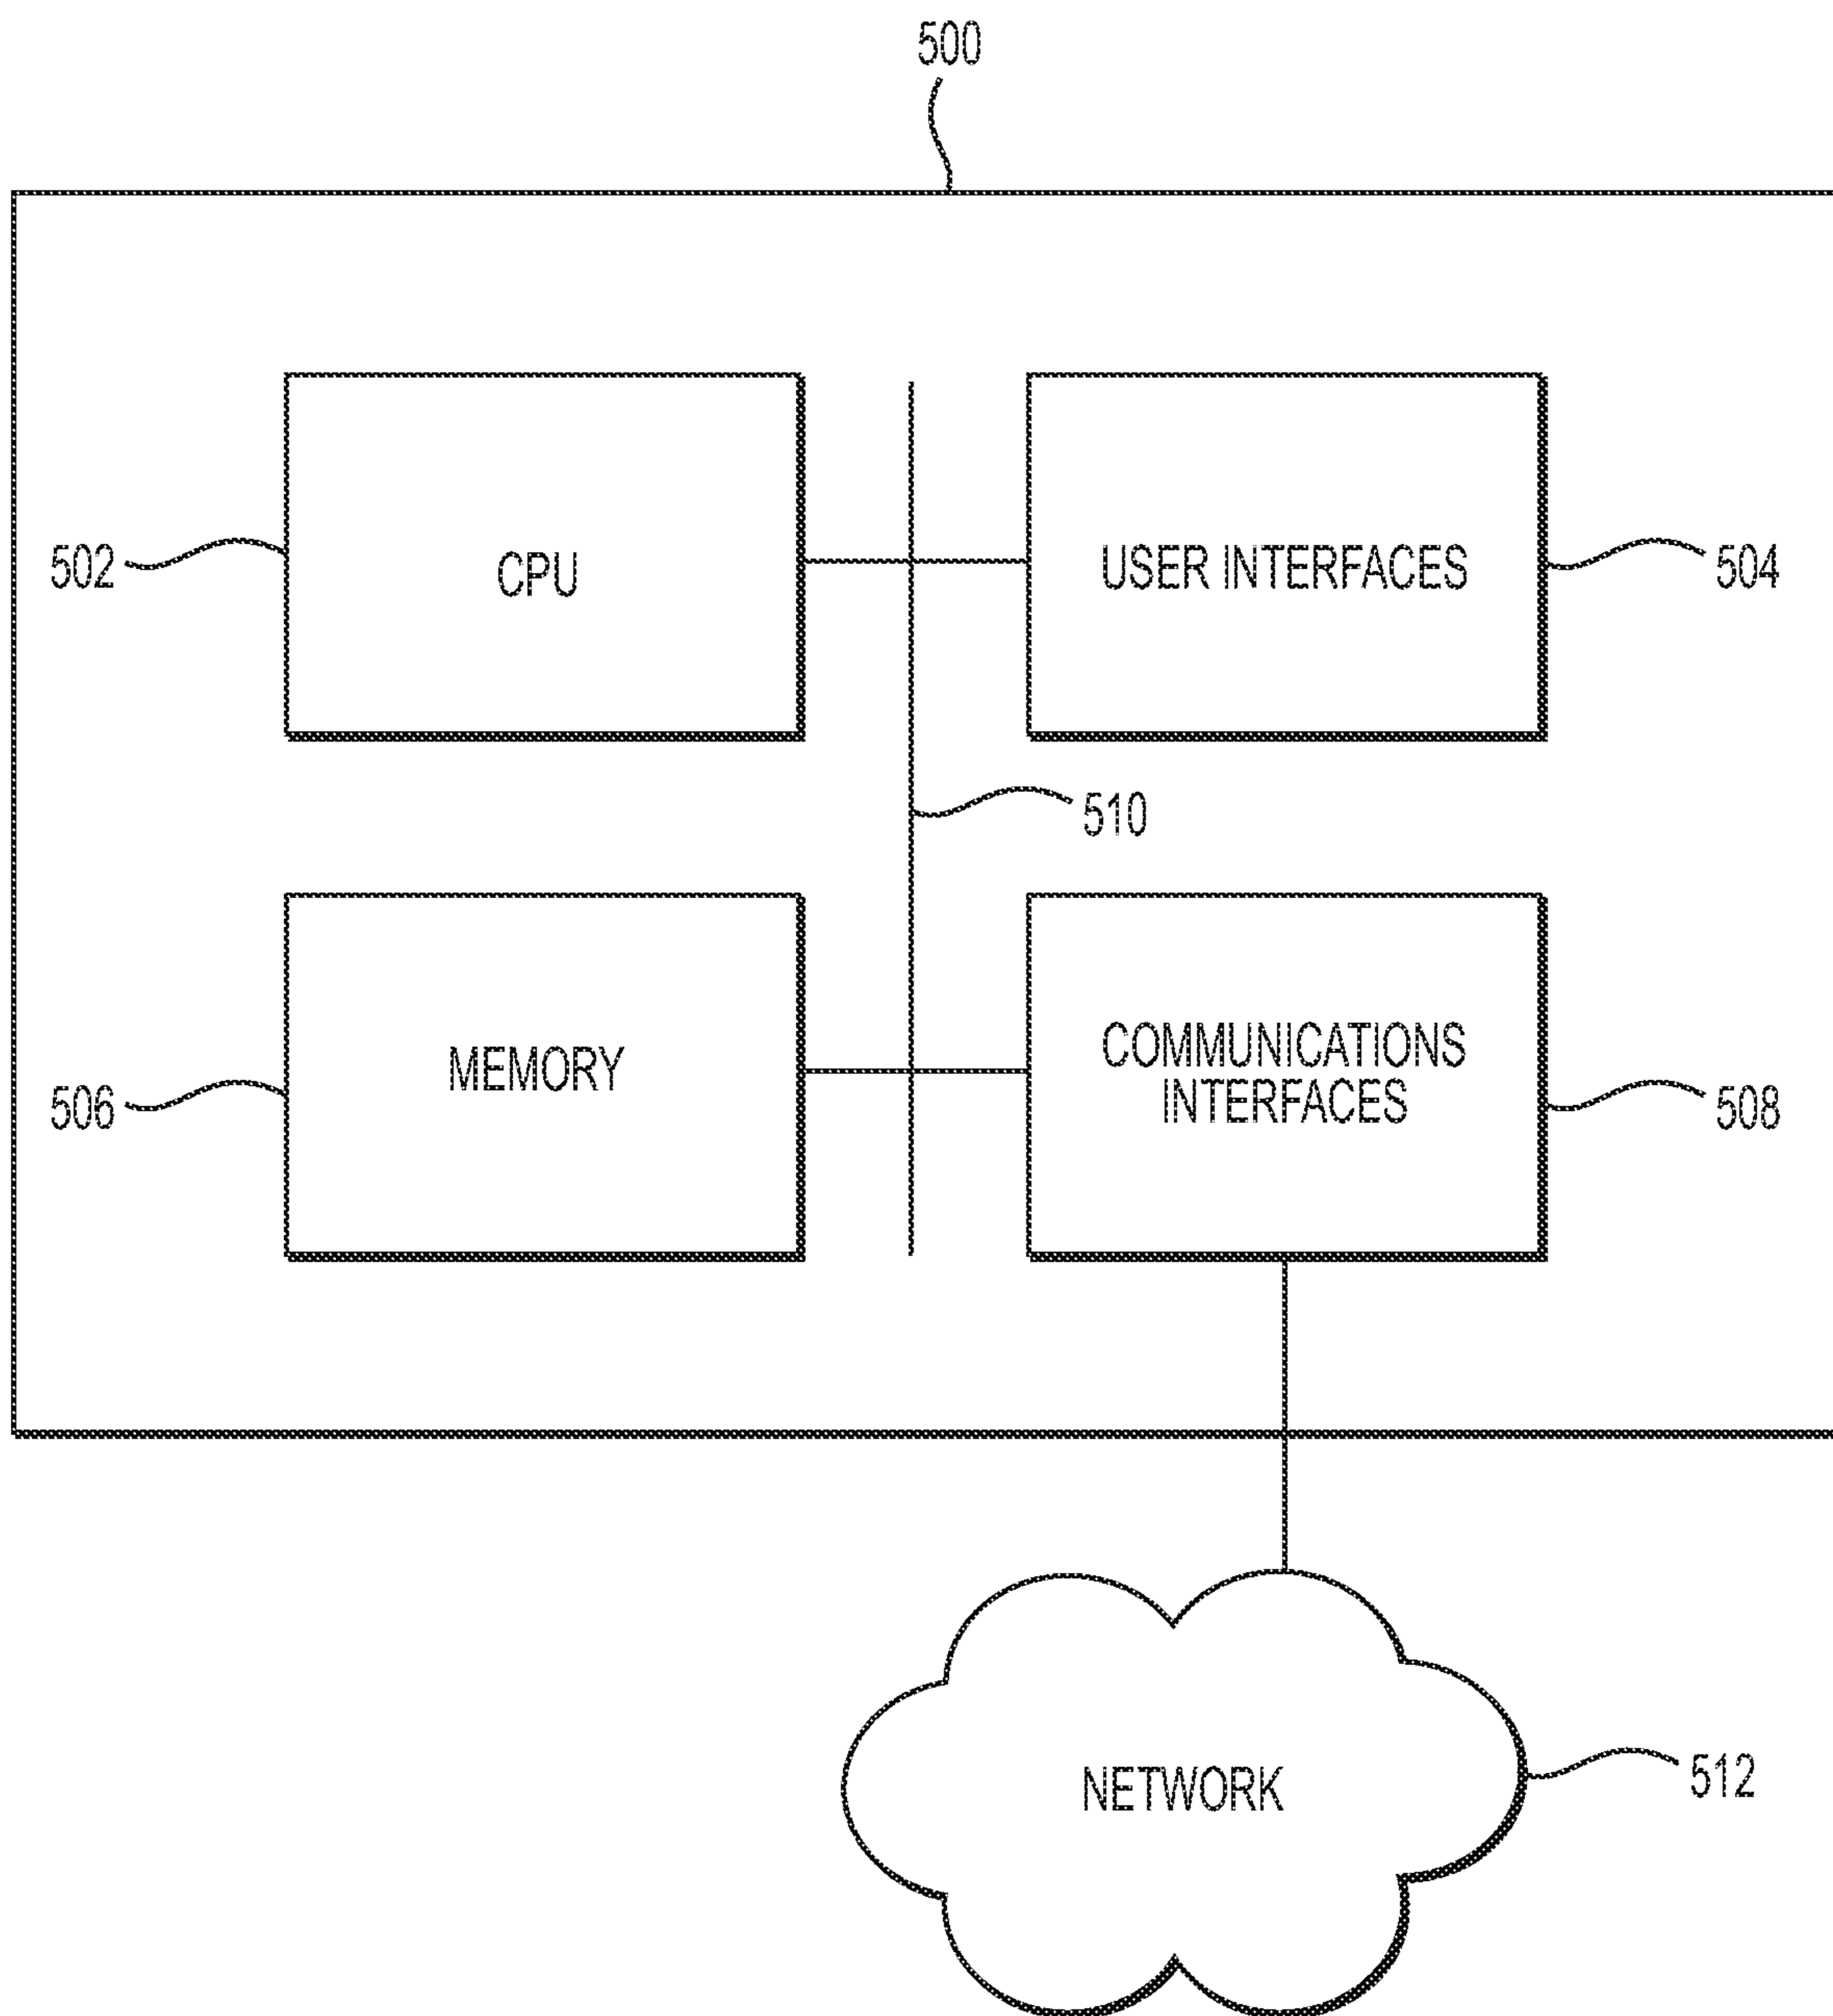 500
502
CPU
USER INTERFACES
504
510
506
MEMORY
COMMUNICATIONS
INTERFACES
508
NETWORK
512